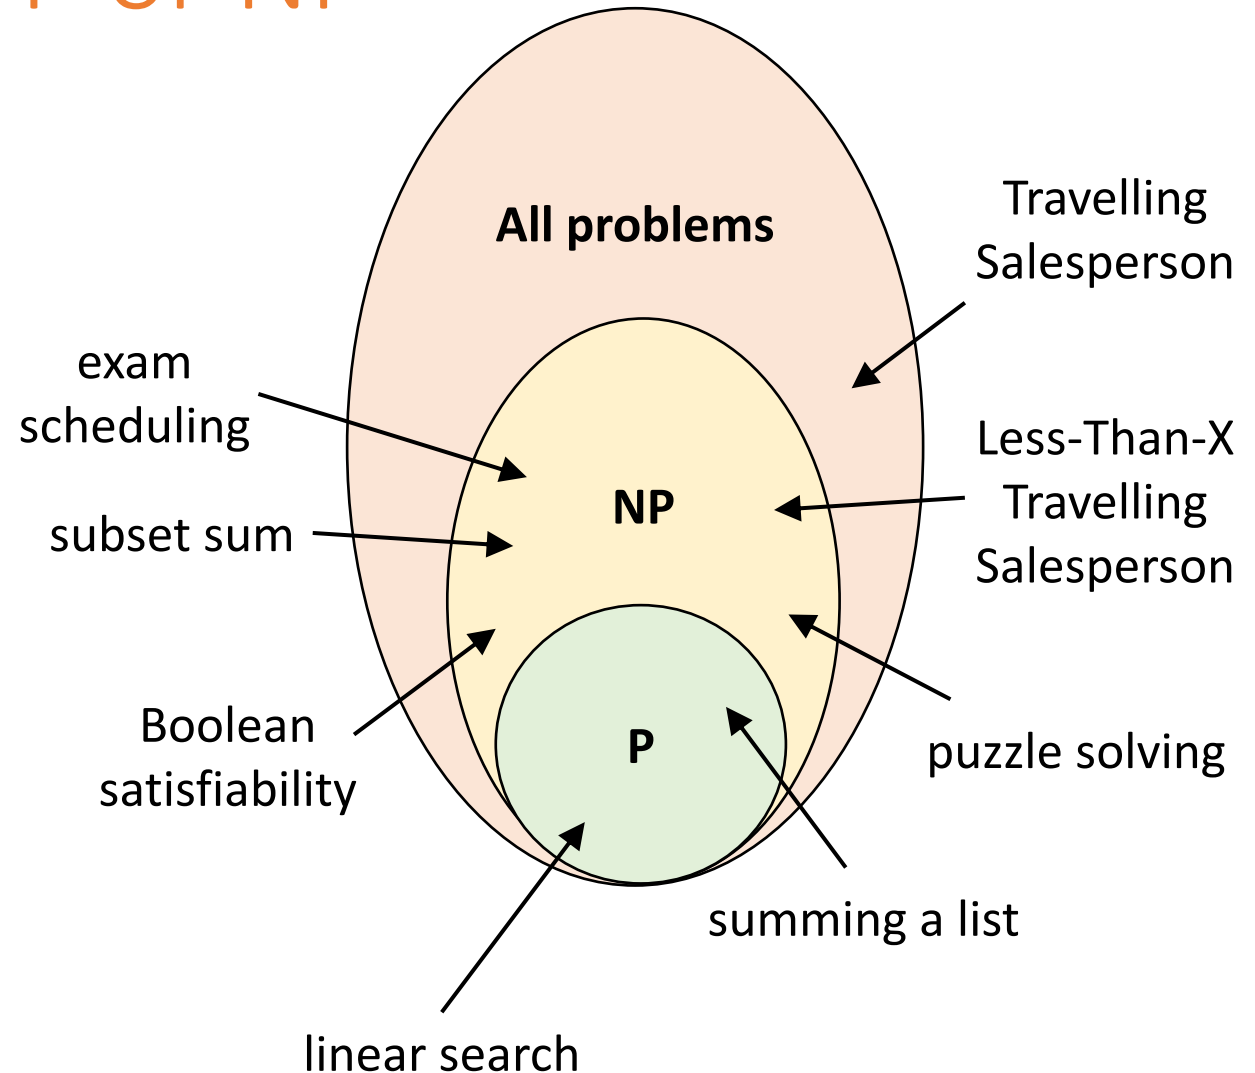 All problems
Travelling
Salesperson
exam
scheduling
Less-Than-X
Travelling
Salesperson
NP
subset sum
Boolean
satisfiability
P
puzzle solving
summing a list
linear search